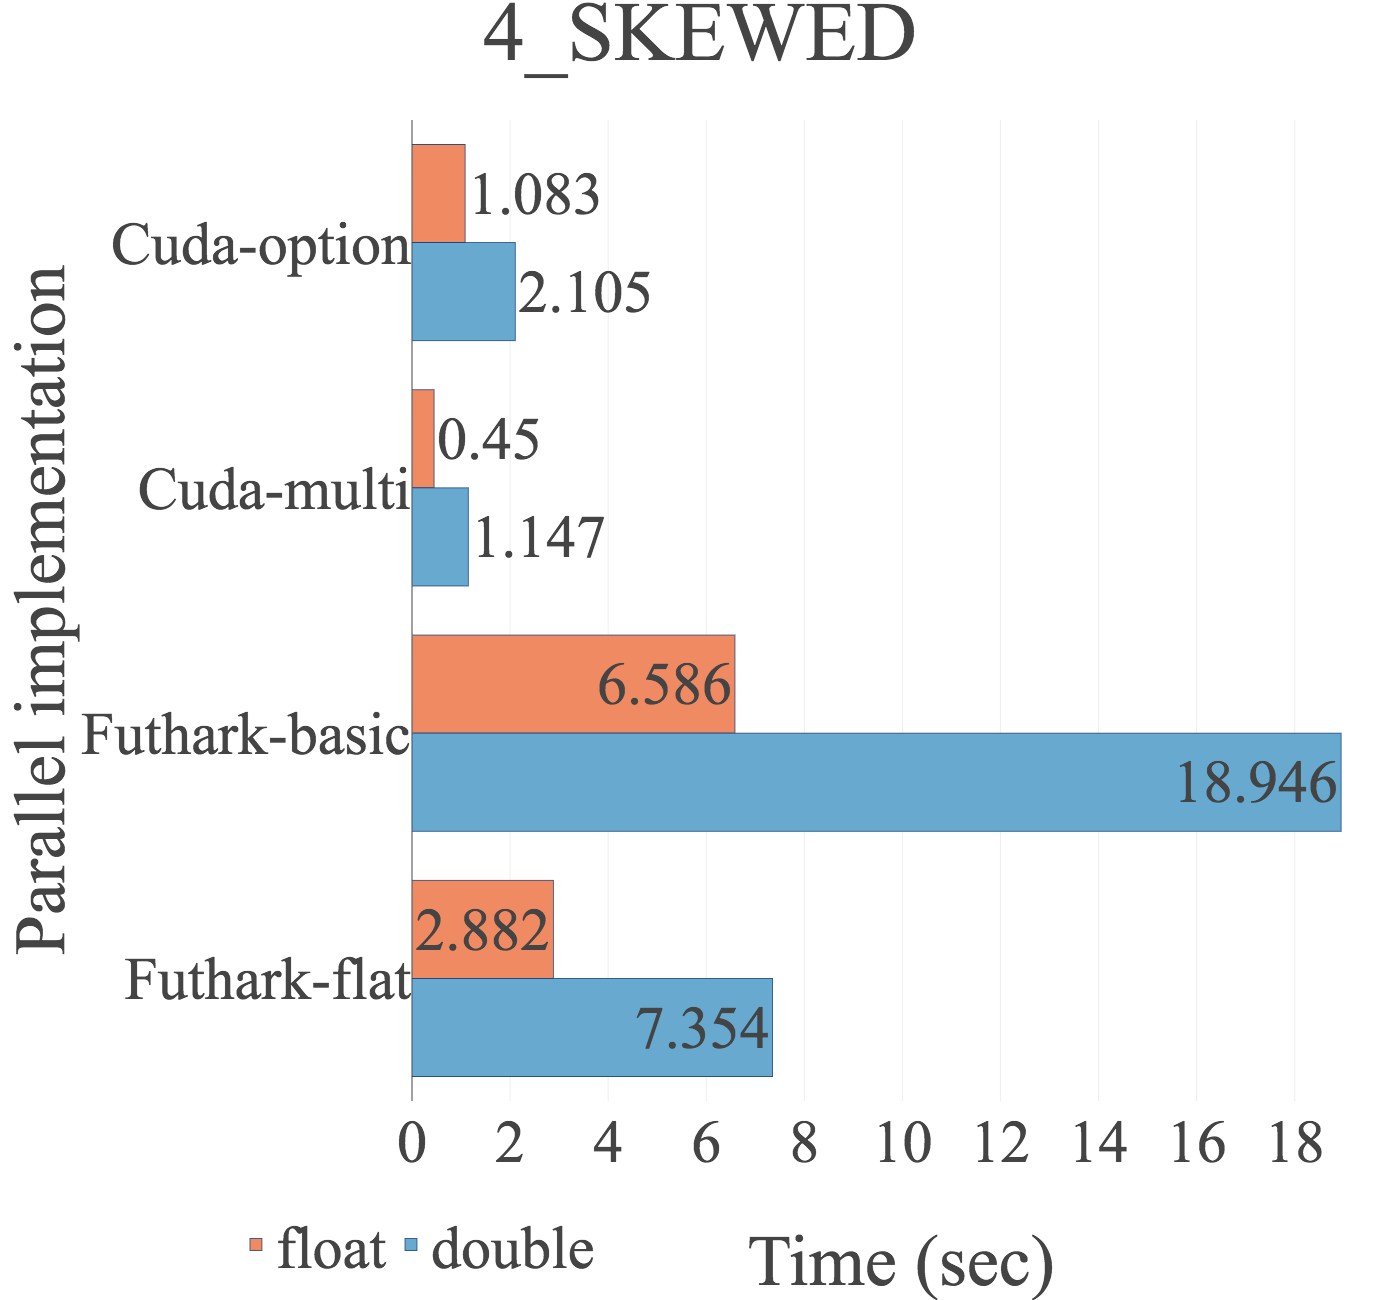 4_SKEWED
Parallel implementation
Cuda-option
1.083
2.105
Cuda-multi
0.45
1.147
Futhark-basic
6.586
18.946
Futhark-flat
2.882
7.354
0 2 4 6 8 10 12 14 16 18
float double
Time (sec)